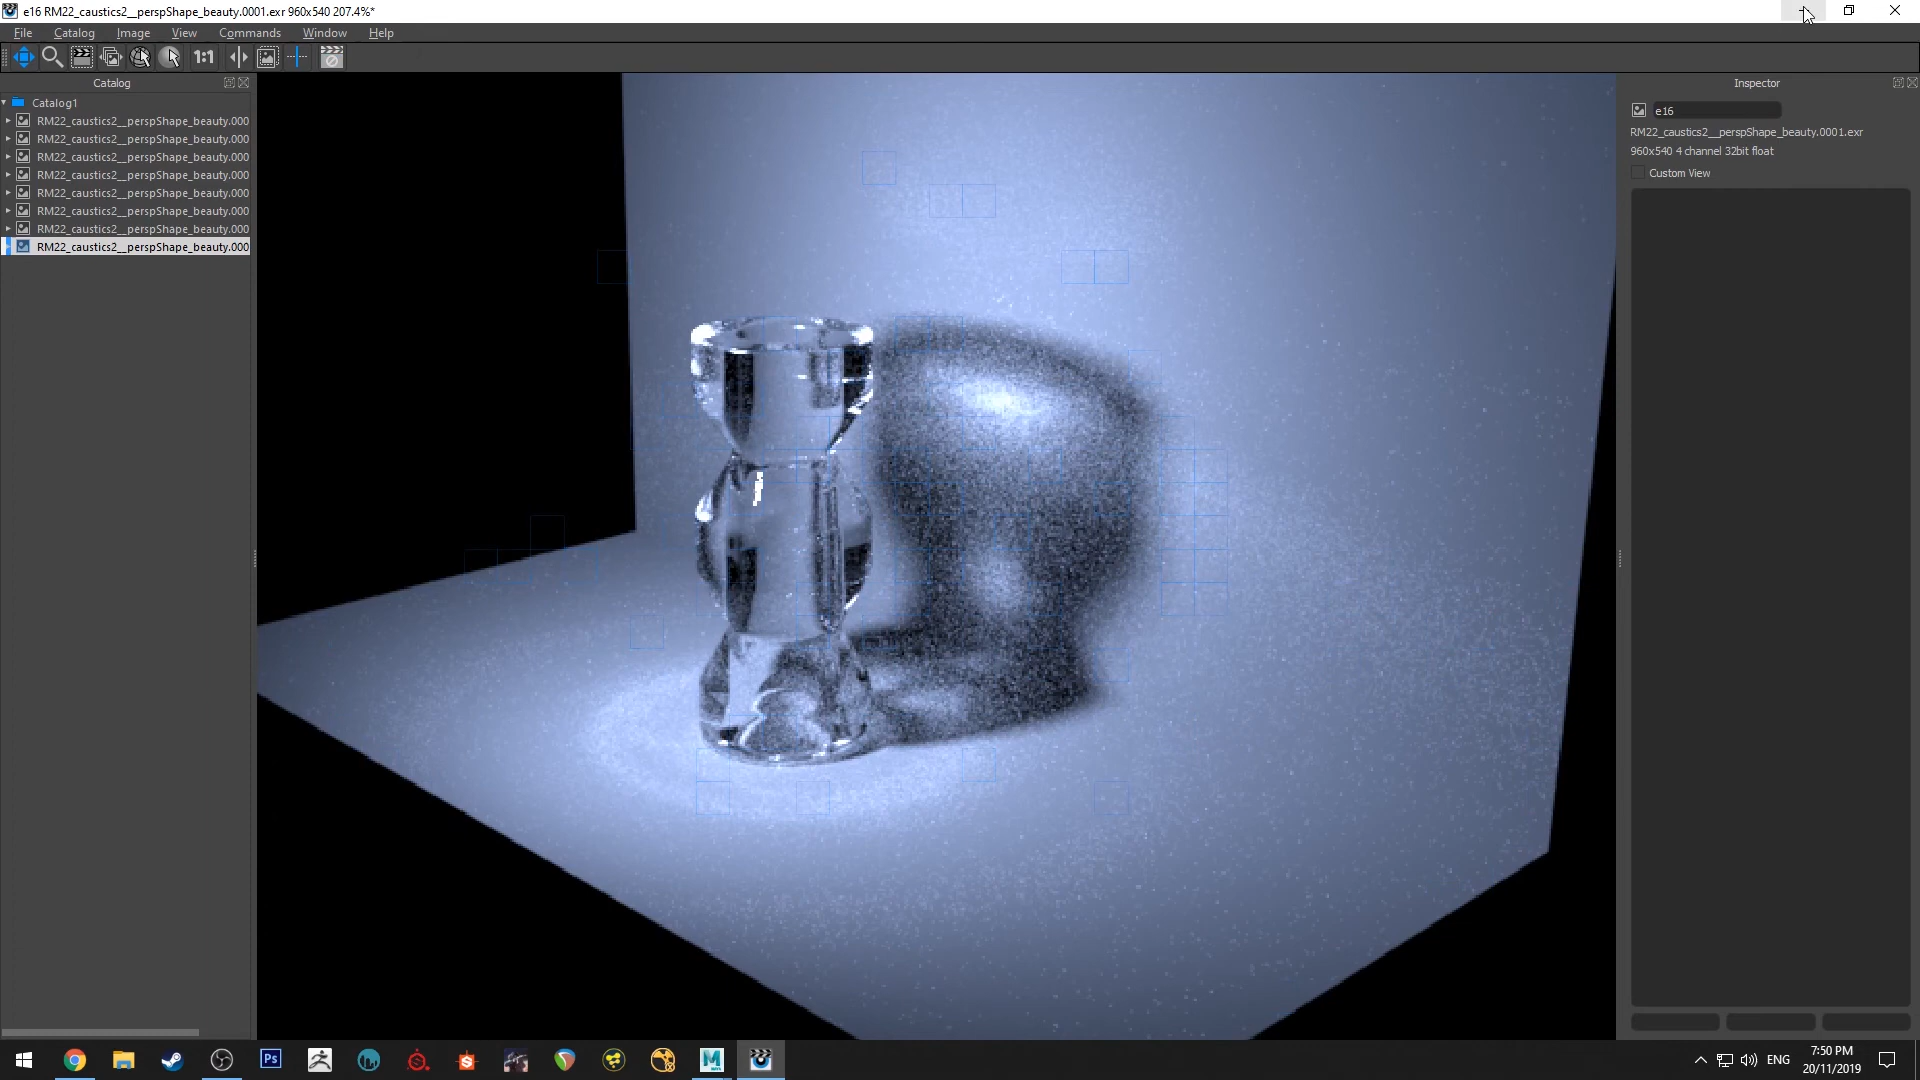 e16 RM22_caustics2__perspShape_beauty.0001.exr 960x540 207.4%*
File Catalog Image View Commands Window Help
1:1
Catalog
Inspector
Catalog1
RM22_caustics2__perspShape_beauty.000
RM22_caustics2__perspShape_beauty.000
RM22_caustics2__perspShape_beauty.000
RM22_caustics2__perspShape_beauty.000
RM22_caustics2__perspShape_beauty.000
RM22_caustics2__perspShape_beauty.000
RM22_caustics2__perspShape_beauty.000
RM22_caustics2__perspShape_beauty.000
e16
RM22_caustics2__perspShape_beauty.0001.exr
960x540 4 channel 32bit float
Custom View
Ps
M
ENG
7:50 PM
20/11/2019